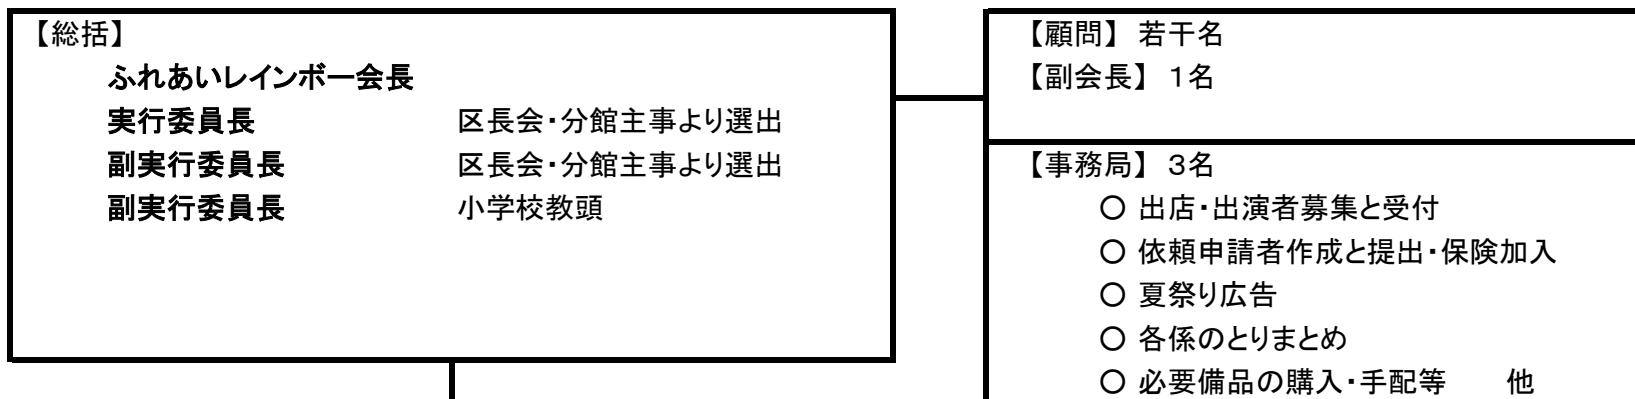 【総括】
ふれあいレインボー会長
実行委員長 区長会・分館主事より選出
副実行委員長 区長会・分館主事より選出
副実行委員長 小学校教頭
【顧問】 若干名
【副会長】 1名
【事務局】 3名
○ 出店・出演者募集と受付
○ 依頼申請者作成と提出・保険加入
○ 夏祭り広告
○ 各係のとりまとめ
○ 必要備品の購入・手配等 他